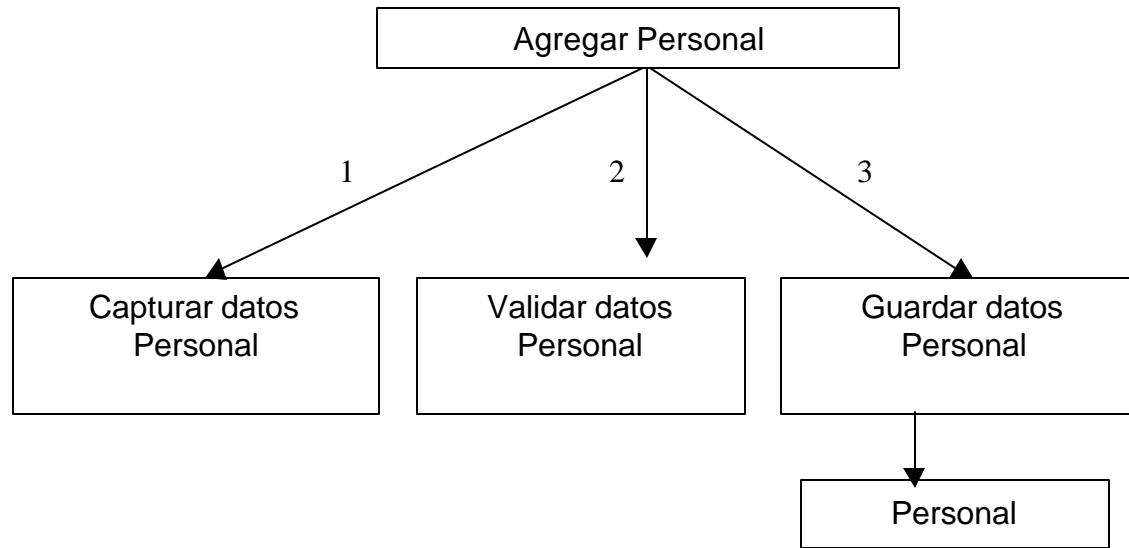 Agregar Personal
1
2
3
Capturar datos
Personal
Validar datos
Personal
Guardar datos
Personal
Personal